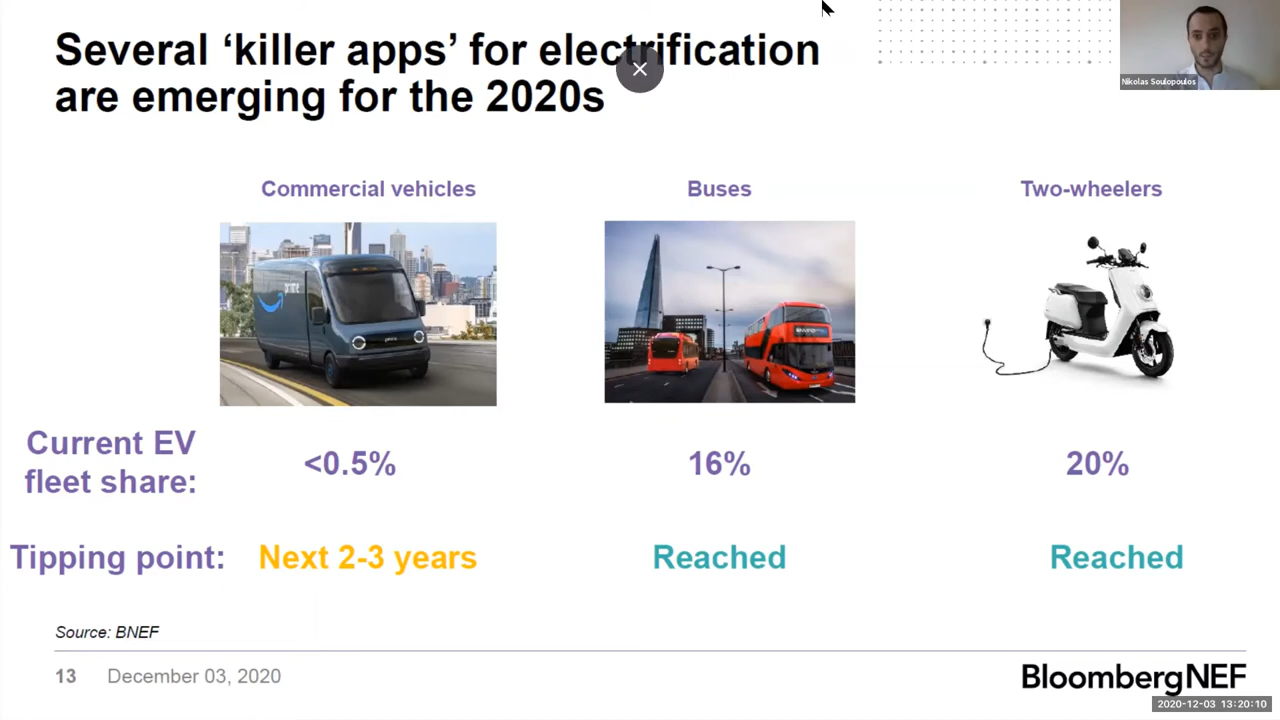 Several ‘killer apps’ for electrification
are emerging for the 2020s
Nikolas Soulopoulos
Commercial vehicles
Buses
Two-wheelers
prime
Current EV
fleet share:
<0.5%
16%
20%
Tipping point:
Next 2-3 years
Reached
Reached
Source: BNEF
13
December 03, 2020
BloombergNEF
2020-12-03 13:20:10